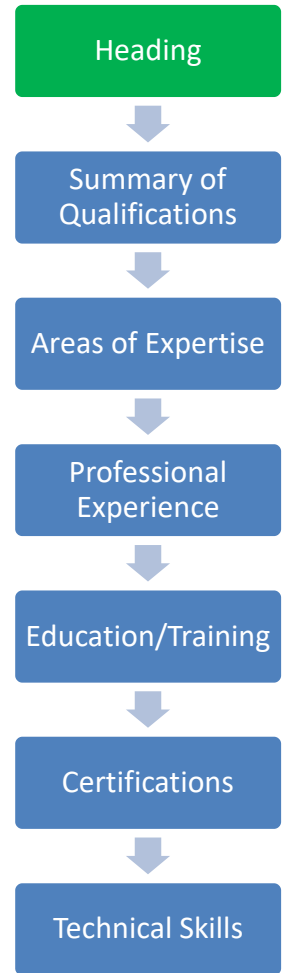 Heading
Summary of
Qualifications
Areas of Expertise
Professional
Experience
Education/Training
Certifications
Technical Skills